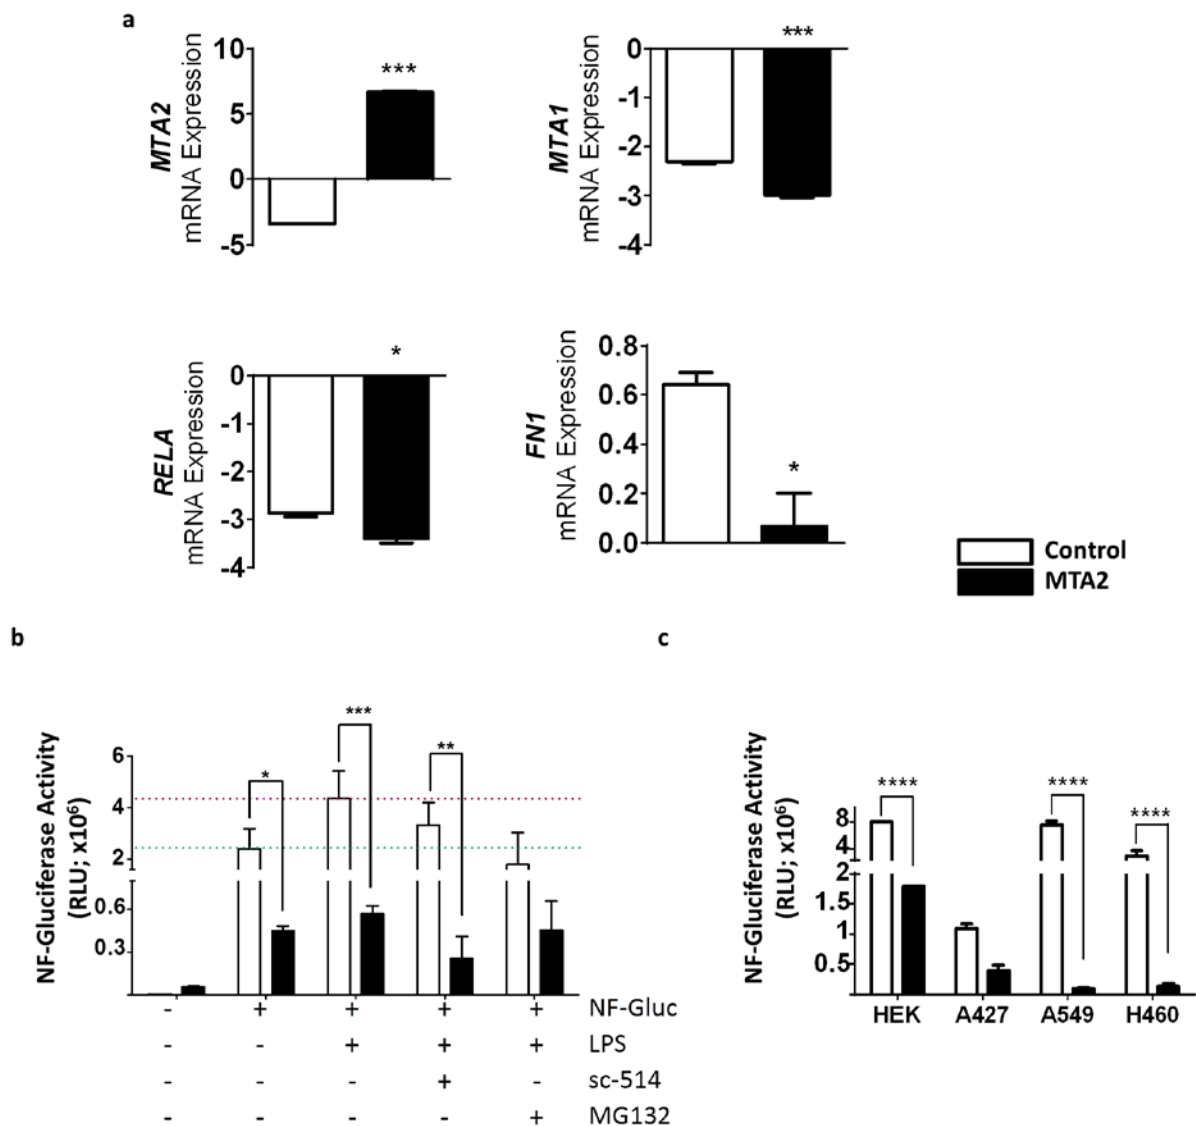 a
MTA2
mRNA Expression
10
5
0
-5
***
MTA1
mRNA Expression
0
-1
-2
-3
-4
***
RELA
mRNA Expression
0
-1
-2
-3
-4
*
FN1
mRNA Expression
0.8
0.6
0.4
0.2
0.0
*
Control
MTA2
b
NF-Gluciferase Activity
(RLU; x10⁶)
6
4
2
0.6
0.3
*
***
**
- + + + + NF-Gluc
- - + + + LPS
- - - + - sc-514
- - - - + MG132
c
NF-Gluciferase Activity
(RLU; x10⁶)
8
4
2
1.5
1
0.5
****
****
****
HEK A427 A549 H460